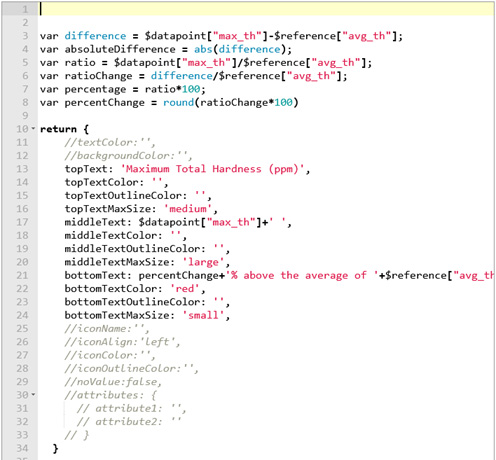 1
2
3 var difference = $datapoint["max_th"]-$reference["avg_th"];
4 var absoluteDifference = abs(difference);
5 var ratio = $datapoint["max_th"]/$reference["avg_th"];
6 var ratioChange = difference/$reference["avg_th"];
7 var percentage = ratio*100;
8 var percentChange = round(ratioChange*100)
9
10 return {
11 //textColor:'',
12 //backgroundColor:'',
13 topText: 'Maximum Total Hardness (ppm)',
14 topTextColor: '',
15 topTextOutlineColor: '',
16 topTextMaxSize: 'medium',
17 middleText: $datapoint["max_th"]+' ',
18 middleTextColor: '',
19 middleTextOutlineColor: '',
20 middleTextMaxSize: 'large',
21 bottomText: percentChange+'% above the average of '+$reference["avg_th
22 bottomTextColor: 'red',
23 bottomTextOutlineColor: '',
24 bottomTextMaxSize: 'small',
25 //iconName:'',
26 //iconAlign:'left',
27 //iconColor:'',
28 //iconOutlineColor:'',
29 //noValue:false,
30 //attributes: {
31 // attribute1: '',
32 // attribute2: ''
33 // }
34 }